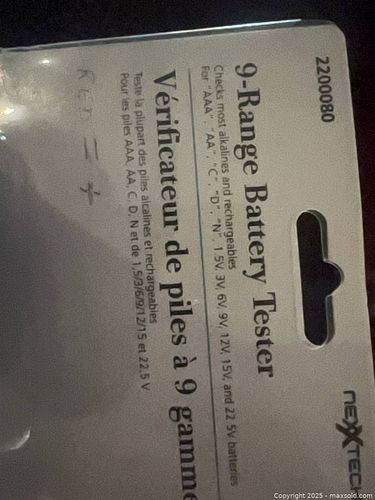 2200080
neXXTECH
9-Range Battery Tester
Checks most alkalines and rechargeables
For "AAA", "AA", "C", "D", "N", 1.5V, 3V, 6V, 9V, 12V, 15V, and 22 5V batteries
Vérificateur de piles à 9 gamme
Teste la plupart des piles alcalines et rechargeables
Pour les piles AAA, AA, C, D, N et de 1,5/3/6/9/12/15 et 22,5 V
RED = +
Copyright © 2025 - maxsold.com